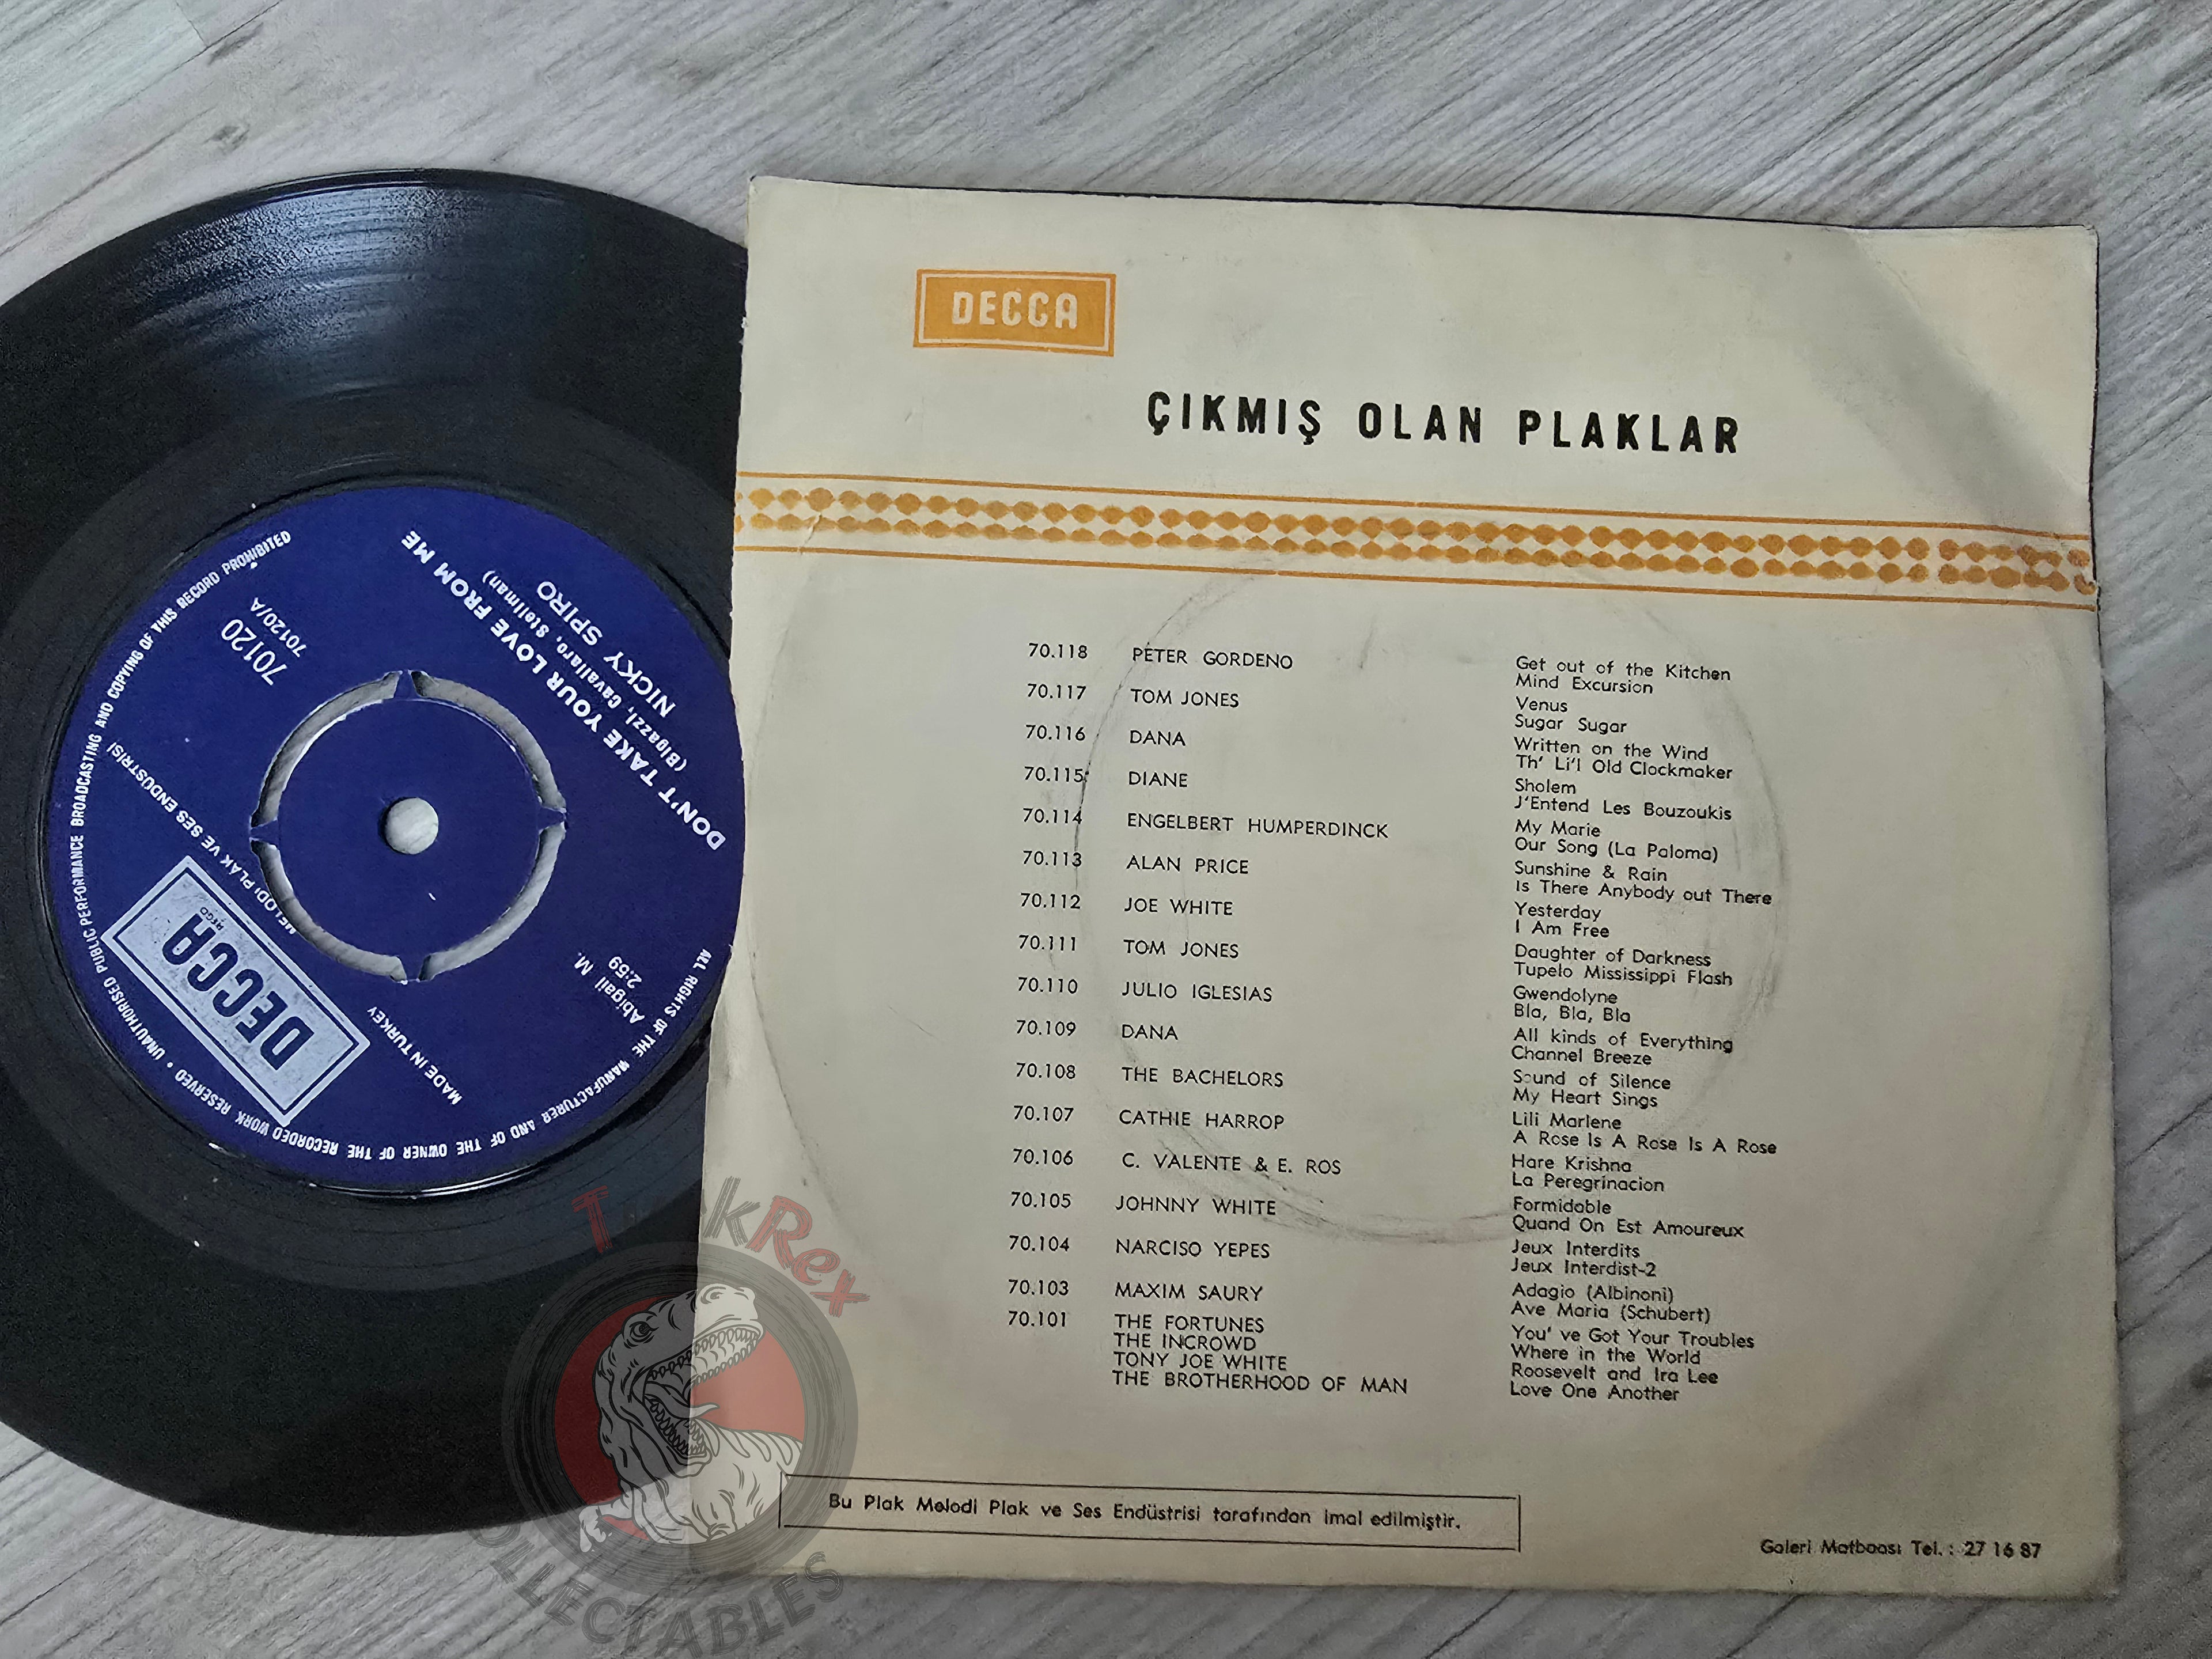 DECCA
ÇIKMIŞ OLAN PLAKLAR
70.118 PETER GORDENO Get out of the Kitchen
Mind Excursion
70.117 TOM JONES Venus
Sugar Sugar
70.116 DANA Written on the Wind
Th' Li'l Old Clockmaker
70.115 DIANE Sholem
J'Entend Les Bouzoukis
70.114 ENGELBERT HUMPERDINCK My Marie
Our Song (La Paloma)
70.113 ALAN PRICE Sunshine & Rain
Is There Anybody out There
70.112 JOE WHITE Yesterday
I Am Free
70.111 TOM JONES Daughter of Darkness
Tupelo Mississippi Flash
70.110 JULIO IGLESIAS Gwendolyne
Bla, Bla, Bla
70.109 DANA All kinds of Everything
Channel Breeze
70.108 THE BACHELORS Sound of Silence
My Heart Sings
70.107 CATHIE HARROP Lili Marlene
A Rose Is A Rose Is A Rose
70.106 C. VALENTE & E. ROS Hare Krishna
La Peregrinacion
70.105 JOHNNY WHITE Formidable
Quand On Est Amoureux
70.104 NARCISO YEPES Jeux Interdits
Jeux Interdist-2
70.103 MAXIM SAURY Adagio (Albinoni)
Ave Maria (Schubert)
70.101 THE FORTUNES You' ve Got Your Troubles
THE INCROWD Where in the World
TONY JOE WHITE Roosevelt and Ira Lee
THE BROTHERHOOD OF MAN Love One Another
Bu Plak Melodi Plak ve Ses Endüstrisi tarafından imal edilmiştir.
Galeri Matbaası Tel. : 27 16 87
ALL RIGHTS OF THE MANUFACTURER AND OF THE OWNER OF THE RECORDED WORK RESERVED • UNAUTHORISED PUBLIC PERFORMANCE BROADCASTING AND COPYING OF THIS RECORD PROHIBITED
MADE IN TURKEY
DECCA
REGD
MELODİ PLAK VE SES ENDÜSTRİSİ
Abigail M.
2:59
70120
70120/A
DON'T TAKE YOUR LOVE FROM ME
(Bigazzi, Cavallaro, Stellman)
NICKY SPIRO
TrakRex
COLLECTABLES